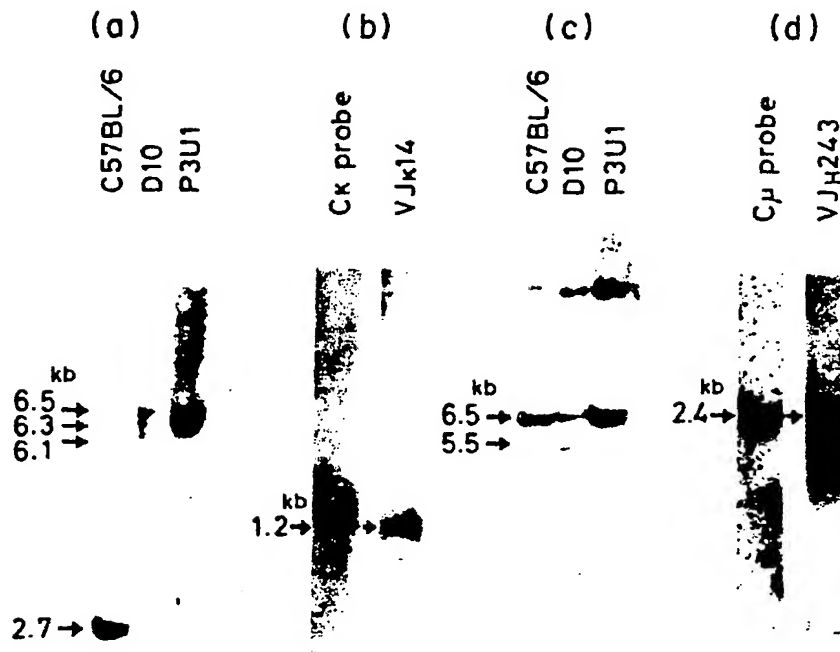 (a)
C57BL/6
D10
P3U1
kb
6.5
6.3
6.1
2.7
(b)
Cκ probe
VJκ14
kb
1.2
(c)
C57BL/6
D10
P3U1
6.5
5.5
(d)
Cμ probe
VJH243
kb
2.4